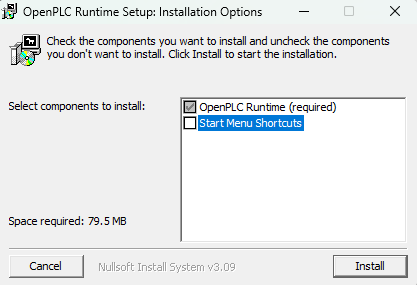 OpenPLC Runtime Setup: Installation Options
Check the components you want to install and uncheck the components
you don't want to install. Click Install to start the installation.
Select components to install:
OpenPLC Runtime (required)
Start Menu Shortcuts
Space required: 79.5 MB
Cancel
Nullsoft Install System v3.09
Install